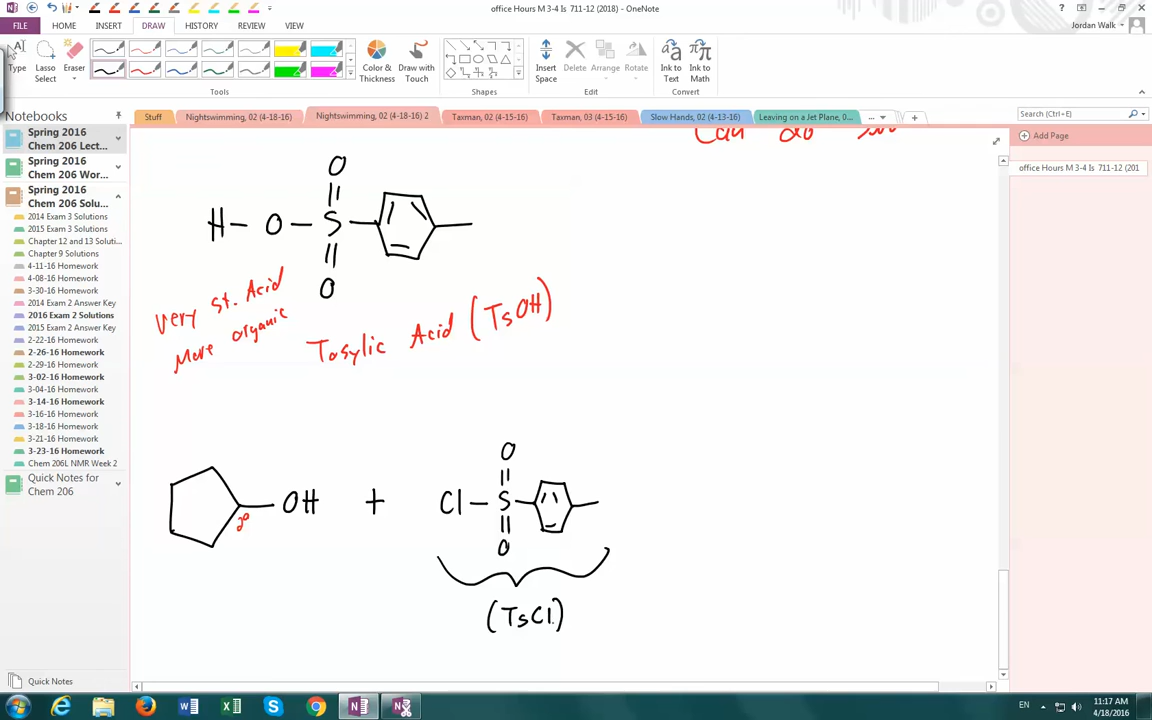 office Hours M 3-4 Is 711-12 (2018) - OneNote
FILE HOME INSERT DRAW HISTORY REVIEW VIEW
Jordan Walk
Type
Lasso Select
Eraser
Color & Thickness
Draw with Touch
Insert Space
Delete
Arrange
Rotate
Ink to Text
Ink to Math
Tools
Shapes
Edit
Convert
Notebooks
Stuff
Nightswimming, 02 (4-18-16)
Nightswimming, 02 (4-18-16) 2
Taxman, 02 (4-15-16)
Taxman, 03 (4-15-16)
Slow Hands, 02 (4-13-16)
Leaving on a Jet Plane, 0...
...
Search (Ctrl+E)
Add Page
office Hours M 3-4 Is 711-12 (201
Spring 2016
Chem 206 Lect...
Spring 2016
Chem 206 Wor...
Spring 2016
Chem 206 Solu...
2014 Exam 3 Solutions
2015 Exam 3 Solutions
Chapter 12 and 13 Soluti...
Chapter 9 Solutions
4-11-16 Homework
4-08-16 Homework
3-30-16 Homework
2014 Exam 2 Answer Key
2016 Exam 2 Solutions
2015 Exam 2 Answer Key
2-22-16 Homework
2-26-16 Homework
2-29-16 Homework
3-02-16 Homework
3-04-16 Homework
3-14-16 Homework
3-16-16 Homework
3-18-16 Homework
3-21-16 Homework
3-23-16 Homework
Chem 206L NMR Week 2
Quick Notes for
Chem 206
Quick Notes
O
H - O - S
O
Very st. Acid
More organic
Tosylic Acid (TsOH)
O
OH + Cl - S
2°
O
(TsCl)
EN
11:17 AM
4/18/2016